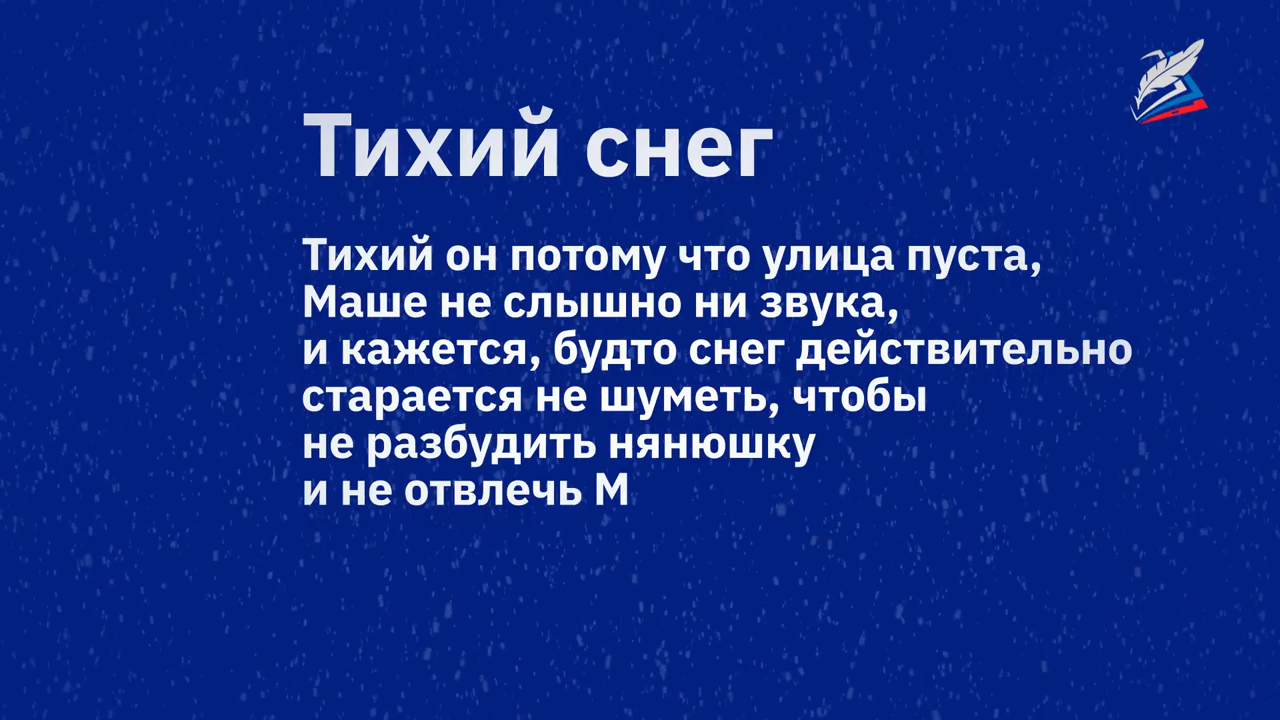 Тихий снег
Тихий он потому что улица пуста,
Маше не слышно ни звука,
и кажется, будто снег действительно
старается не шуметь, чтобы
не разбудить нянюшку
и не отвлечь М